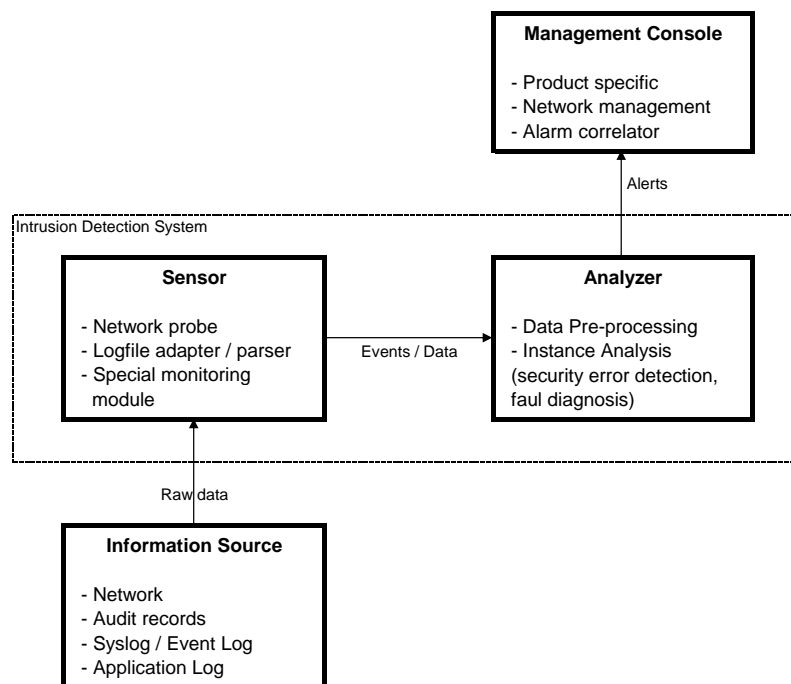 Management Console
- Product specific
- Network management
- Alarm correlator
Alerts
Intrusion Detection System
Sensor
- Network probe
- Logfile adapter / parser
- Special monitoring
module
Events / Data
Analyzer
- Data Pre-processing
- Instance Analysis
(security error detection,
faul diagnosis)
Raw data
Information Source
- Network
- Audit records
- Syslog / Event Log
- Application Log